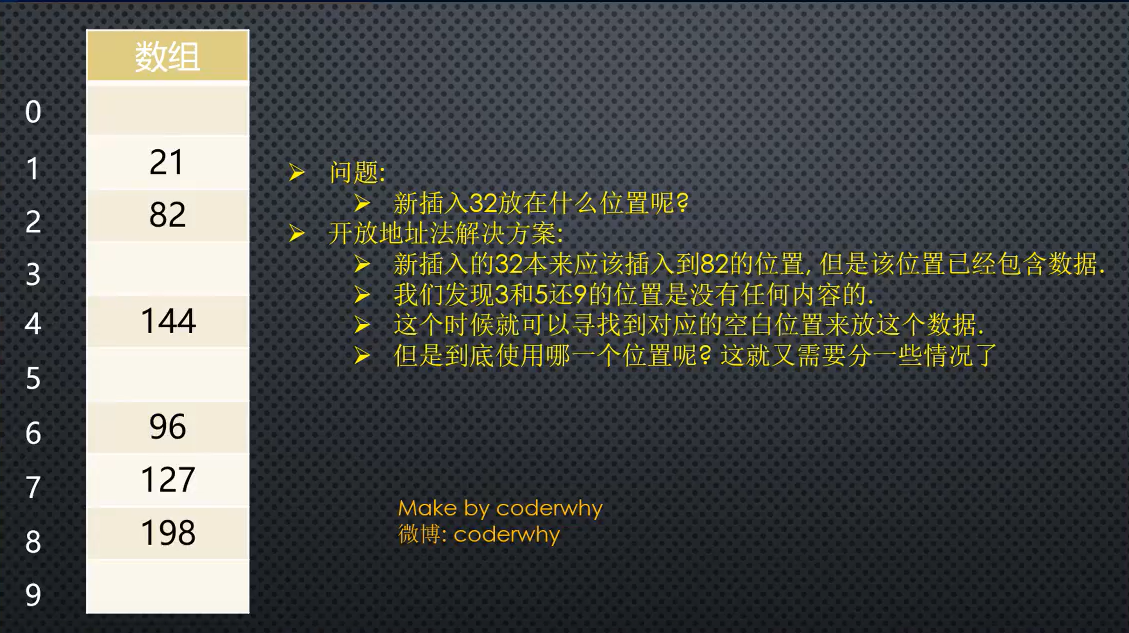 数组
0
1 21
2 82
3
4 144
5
6 96
7 127
8 198
9
问题:
新插入32放在什么位置呢?
开放地址法解决方案:
新插入的32本来应该插入到82的位置, 但是该位置已经包含数据.
我们发现3和5还9的位置是没有任何内容的.
这个时候就可以寻找到对应的空白位置来放这个数据.
但是到底使用哪一个位置呢? 这就又需要分一些情况了
Make by coderwhy
微博: coderwhy